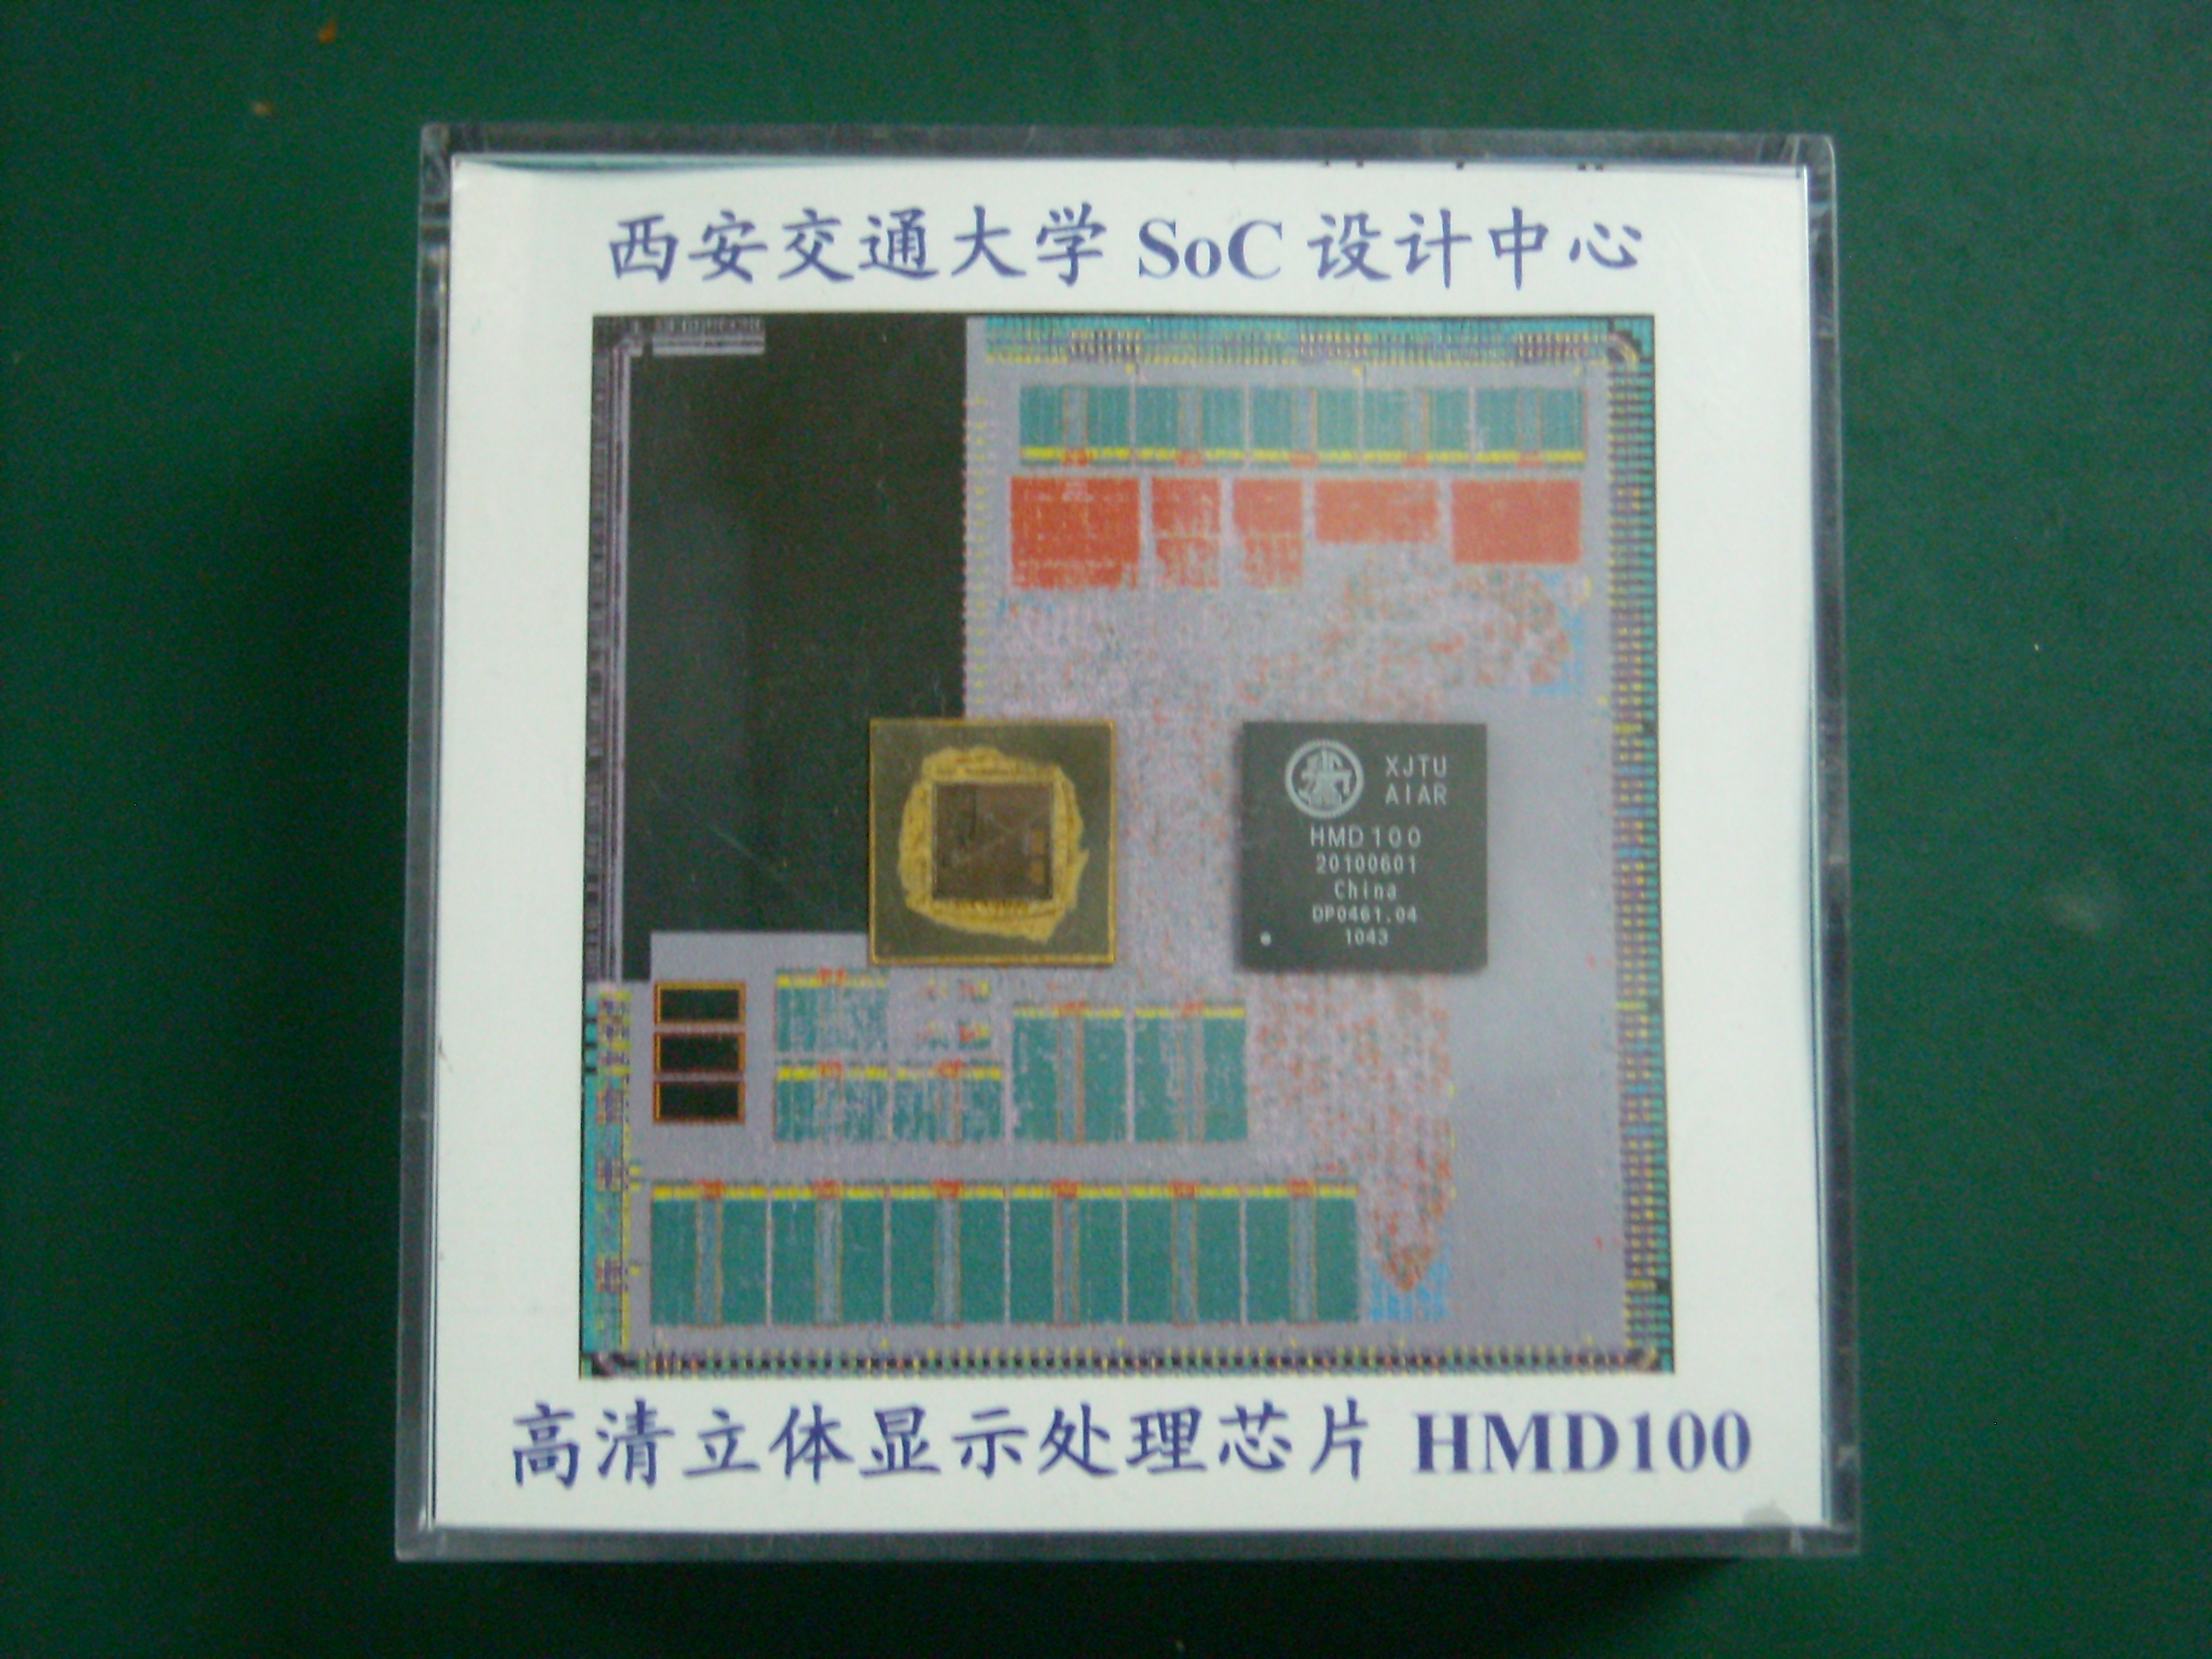 西安交通大学 SoC 设计中心
XJTU
AIAR
HMD100
20100601
China
DP0461.04
1043
高清立体显示处理芯片 HMD100